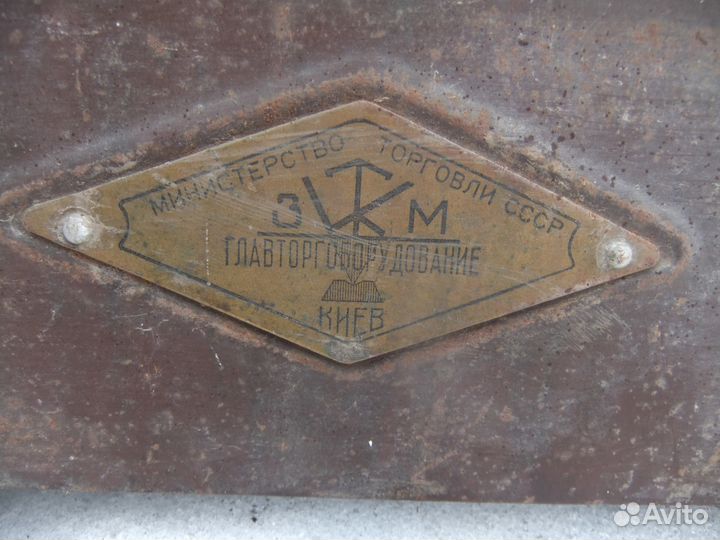 МИНИСТЕРСТВО ТОРГОВЛИ СССР
З М
ГЛАВТОРГОБОРУДОВАНИЕ
КИЕВ
Avito